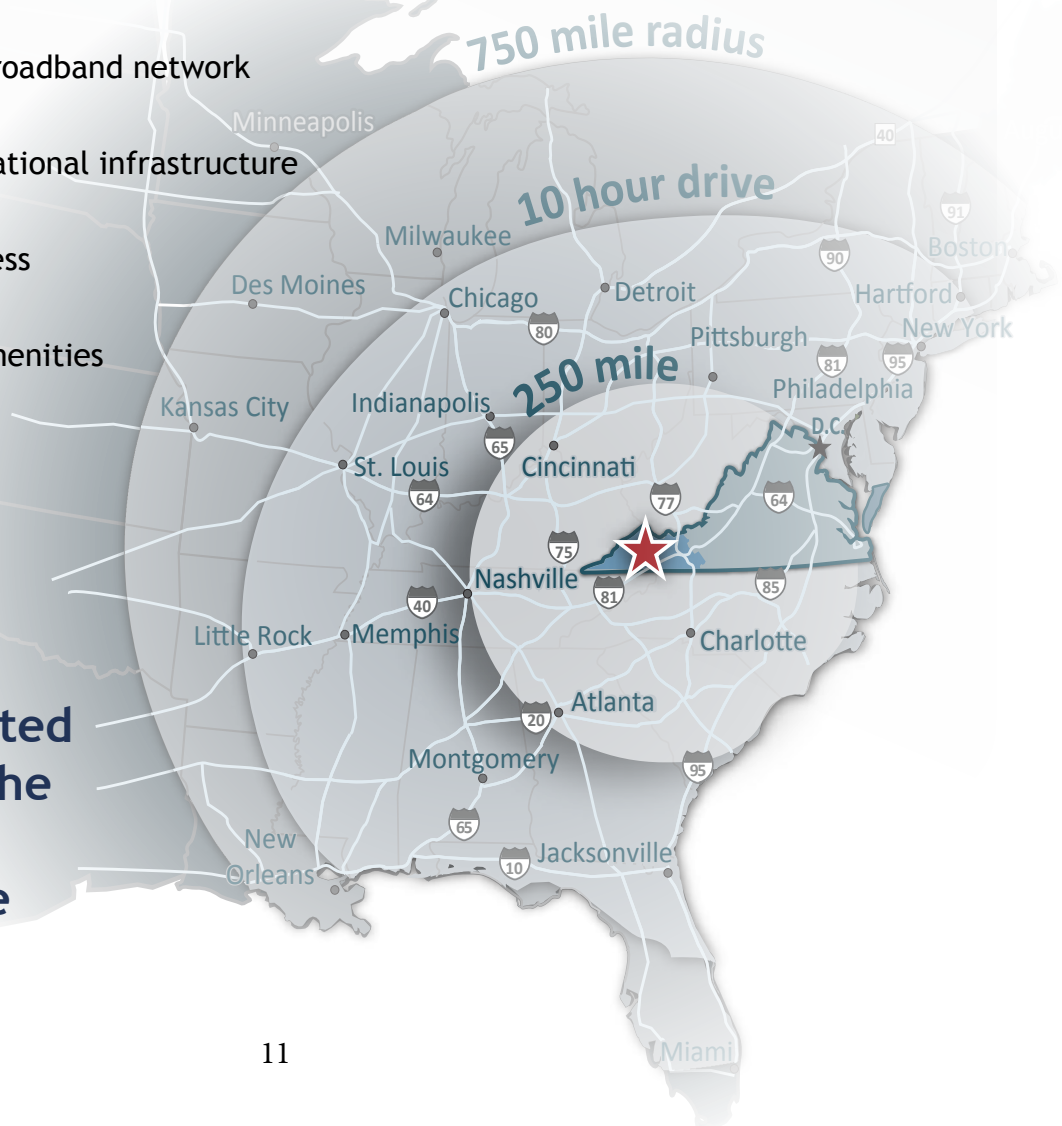 750 mile radius
roadband network
Minneapolis
40
ational infrastructure
10 hour drive
91
Milwaukee
Boston
ess
90
Des Moines
Chicago
Detroit
Hartford
80
New York
Pittsburgh
menities
250 mile
81
95
Philadelphia
Kansas City
Indianapolis
D.C.
65
St. Louis
Cincinnati
64
77
64
75
Nashville
81
85
40
Little Rock
Memphis
Charlotte
Atlanta
20
ted
Montgomery
95
he
65
New
Orleans
10
Jacksonville
e
11
Miami